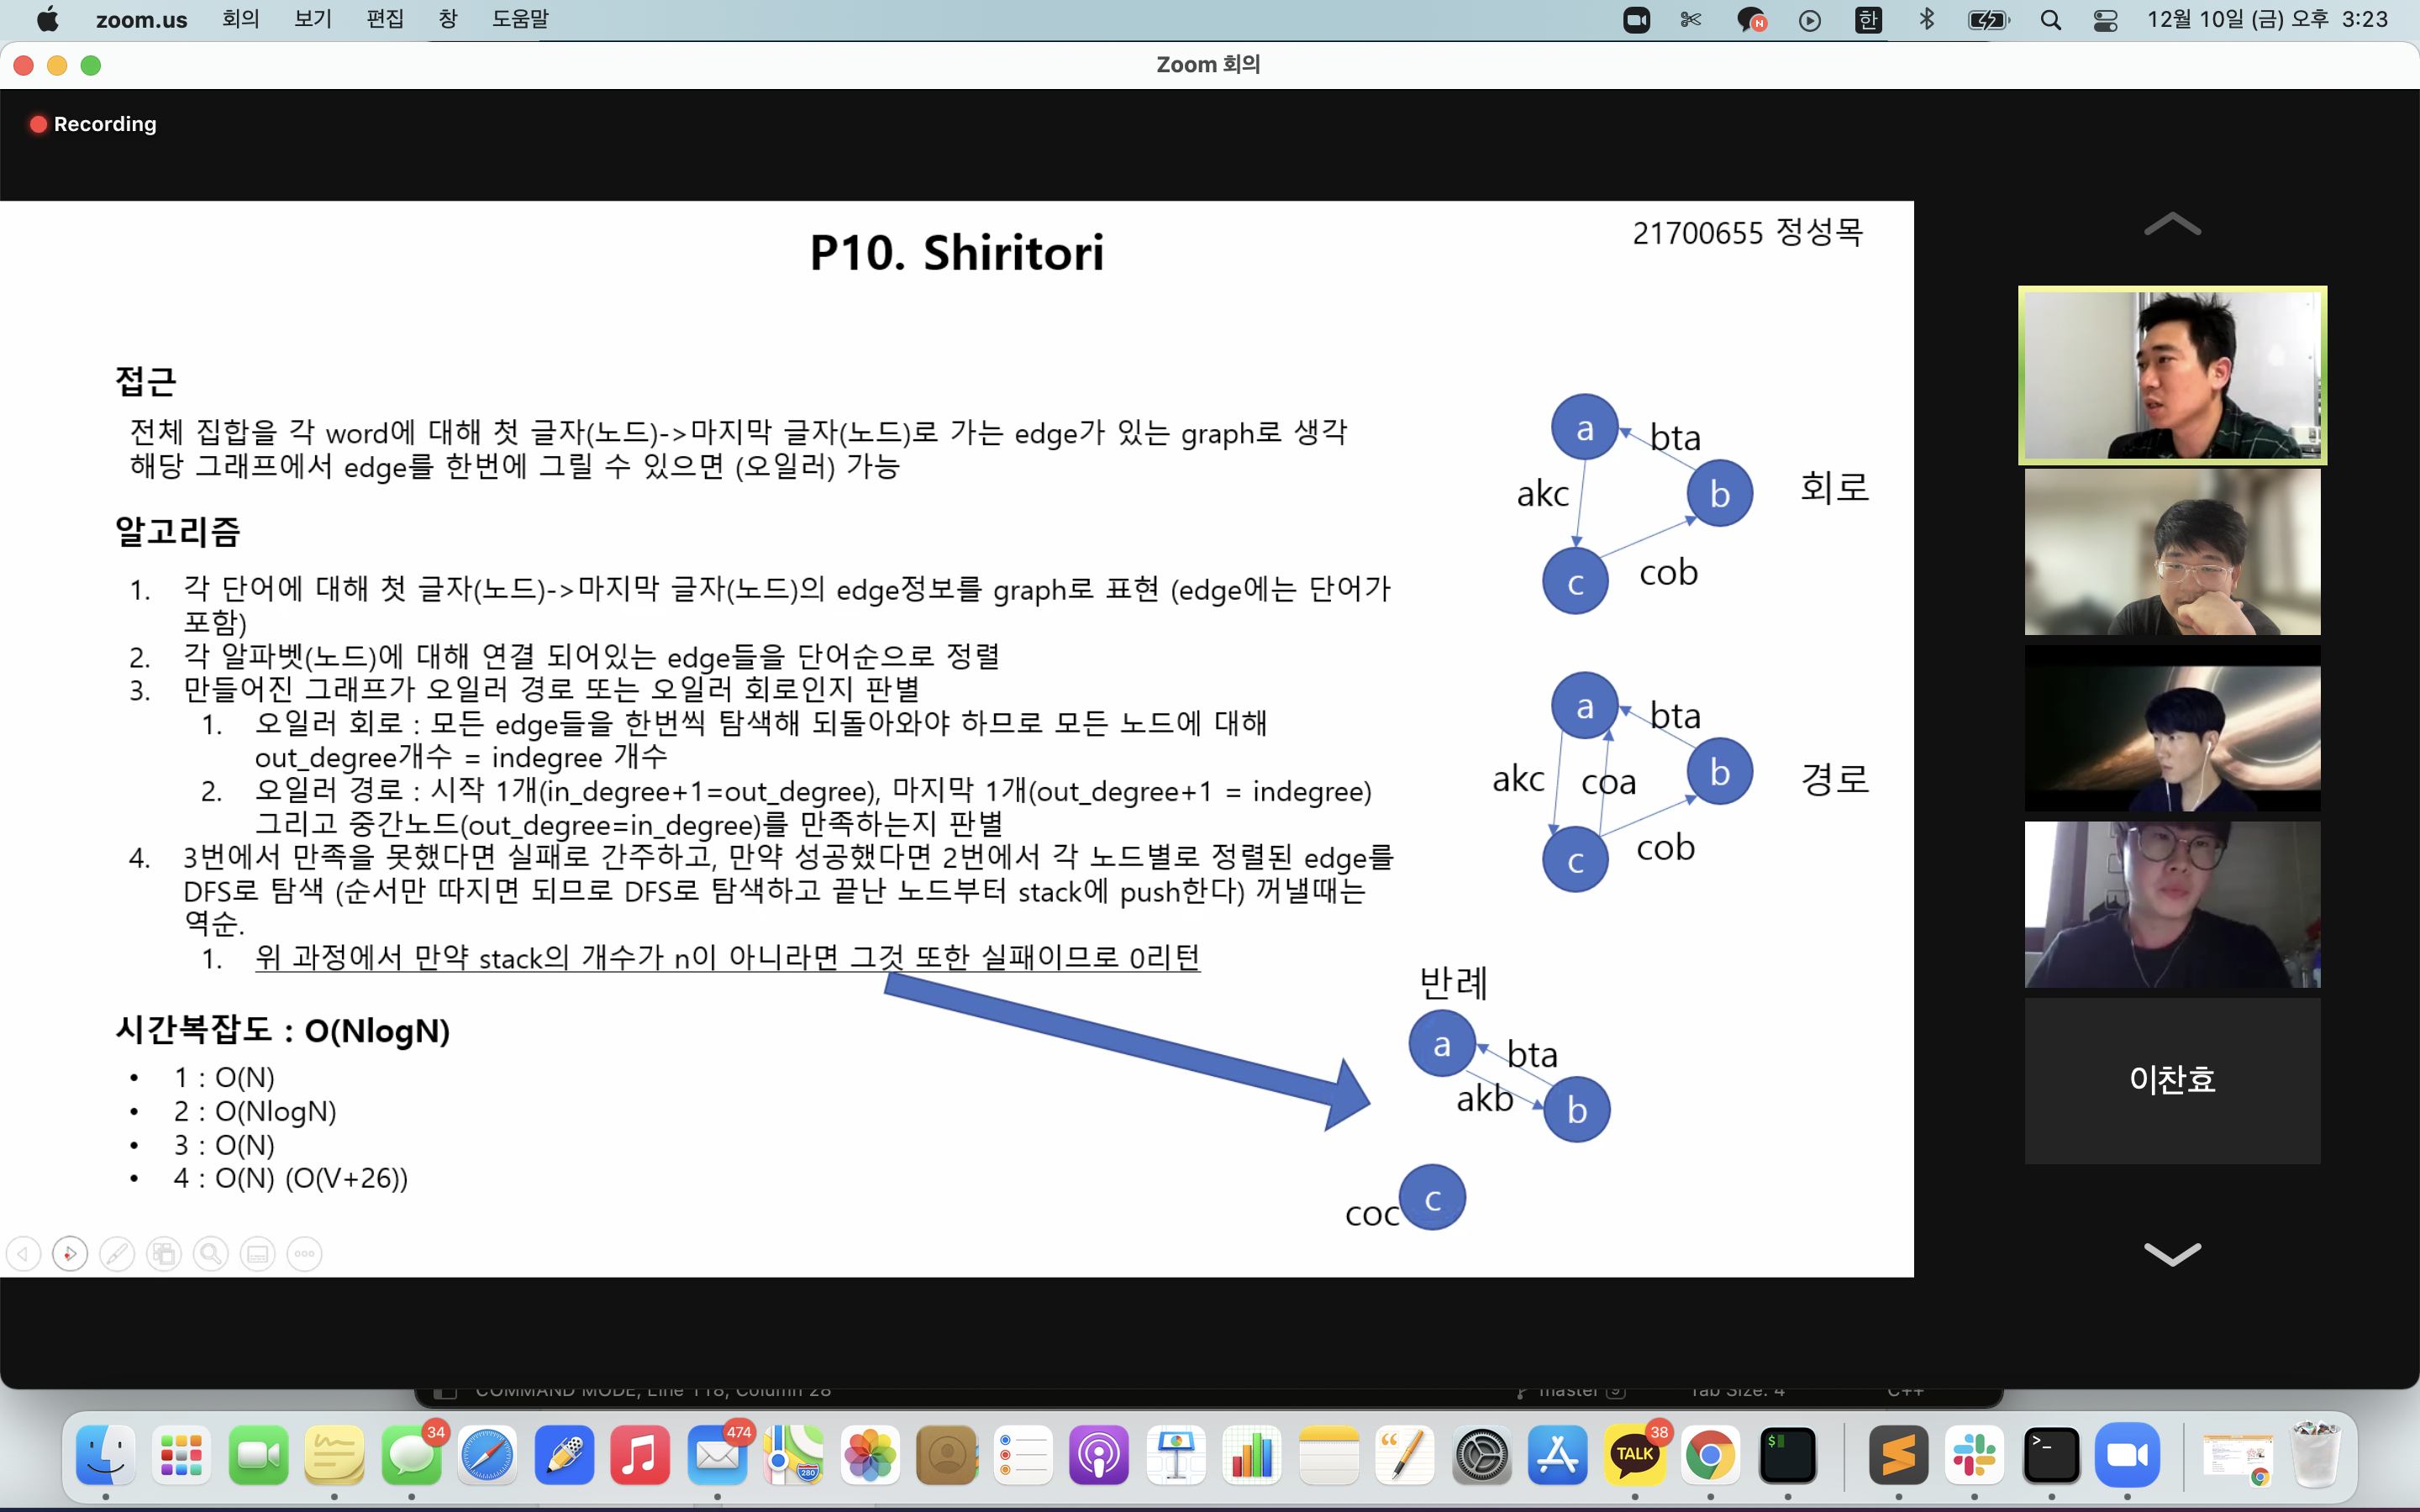 zoom.us 회의 보기 편집 창 도움말 한 12월 10일 (금) 오후 3:23
Zoom 회의
Recording
P10. Shiritori
21700655 정성목
접근
전체 집합을 각 word에 대해 첫 글자(노드)->마지막 글자(노드)로 가는 edge가 있는 graph로 생각
해당 그래프에서 edge를 한번에 그릴 수 있으면 (오일러) 가능
알고리즘
1. 각 단어에 대해 첫 글자(노드)->마지막 글자(노드)의 edge정보를 graph로 표현 (edge에는 단어가
포함)
2. 각 알파벳(노드)에 대해 연결 되어있는 edge들을 단어순으로 정렬
3. 만들어진 그래프가 오일러 경로 또는 오일러 회로인지 판별
1. 오일러 회로 : 모든 edge들을 한번씩 탐색해 되돌아와야 하므로 모든 노드에 대해
out_degree개수 = indegree 개수
2. 오일러 경로 : 시작 1개(in_degree+1=out_degree), 마지막 1개(out_degree+1 = indegree)
그리고 중간노드(out_degree=in_degree)를 만족하는지 판별
4. 3번에서 만족을 못했다면 실패로 간주하고, 만약 성공했다면 2번에서 각 노드별로 정렬된 edge를
DFS로 탐색 (순서만 따지면 되므로 DFS로 탐색하고 끝난 노드부터 stack에 push한다) 꺼낼때는
역순.
1. 위 과정에서 만약 stack의 개수가 n이 아니라면 그것 또한 실패이므로 0리턴
시간복잡도 : O(NlogN)
• 1 : O(N)
• 2 : O(NlogN)
• 3 : O(N)
• 4 : O(N) (O(V+26))
a
bta
akc
b
회로
c
cob
a
bta
akc
coa
b
경로
c
cob
반례
a
bta
akb
b
coc
c
이찬효
COMMAND MODE, Line 118, Column 28 master 9 Tab Size: 4 C++
34
474
280
TALK
38